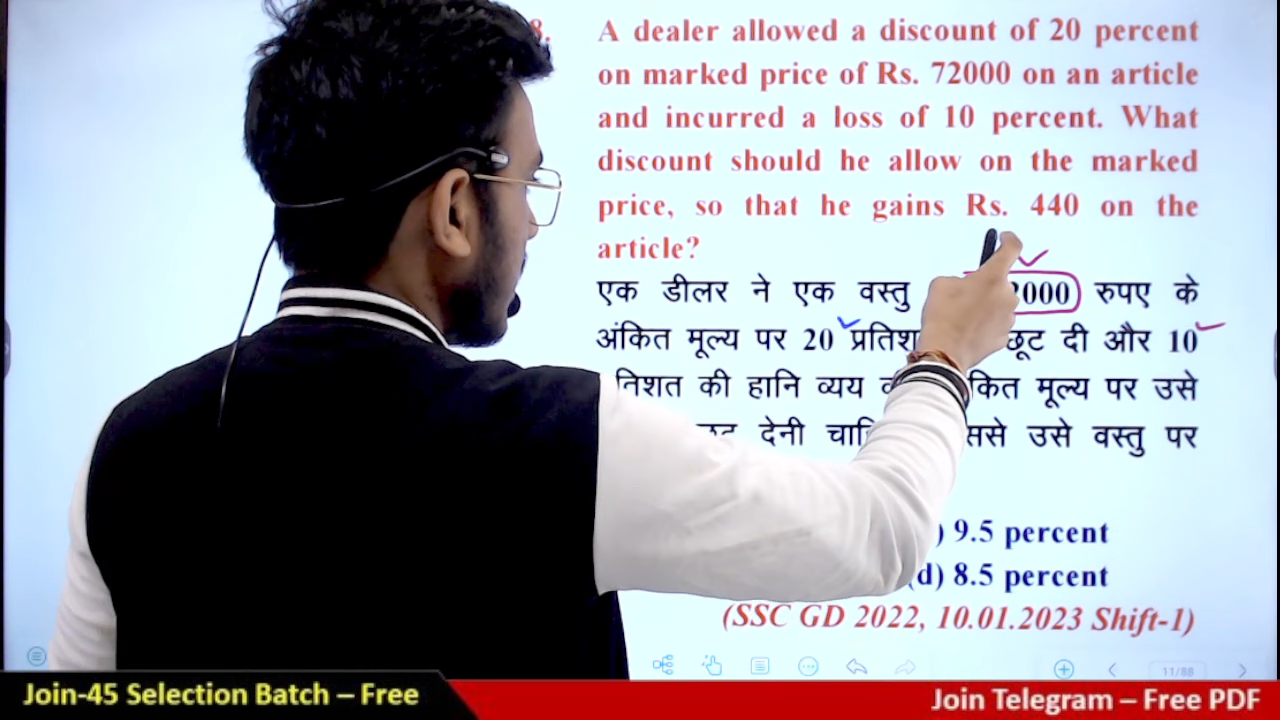 8. A dealer allowed a discount of 20 percent
on marked price of Rs. 72000 on an article
and incurred a loss of 10 percent. What
discount should he allow on the marked
price, so that he gains Rs. 440 on the
article?
एक डीलर ने एक वस्तु 2000 रुपए के
अंकित मूल्य पर 20 छूट दी और 10
की हानि व्यय मूल्य पर उसे
देनी उसे वस्तु पर
) 9.5 percent
(d) 8.5 percent
(SSC GD 2022, 10.01.2023 Shift-1)
11/88
Join-45 Selection Batch – Free
Join Telegram – Free PDF